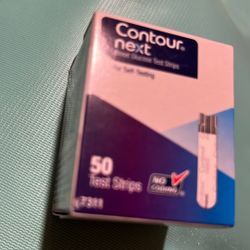 Contour
next
Blood Glucose Test Strips
For Self-Testing
50
Test Strips
NO
CODING
7311